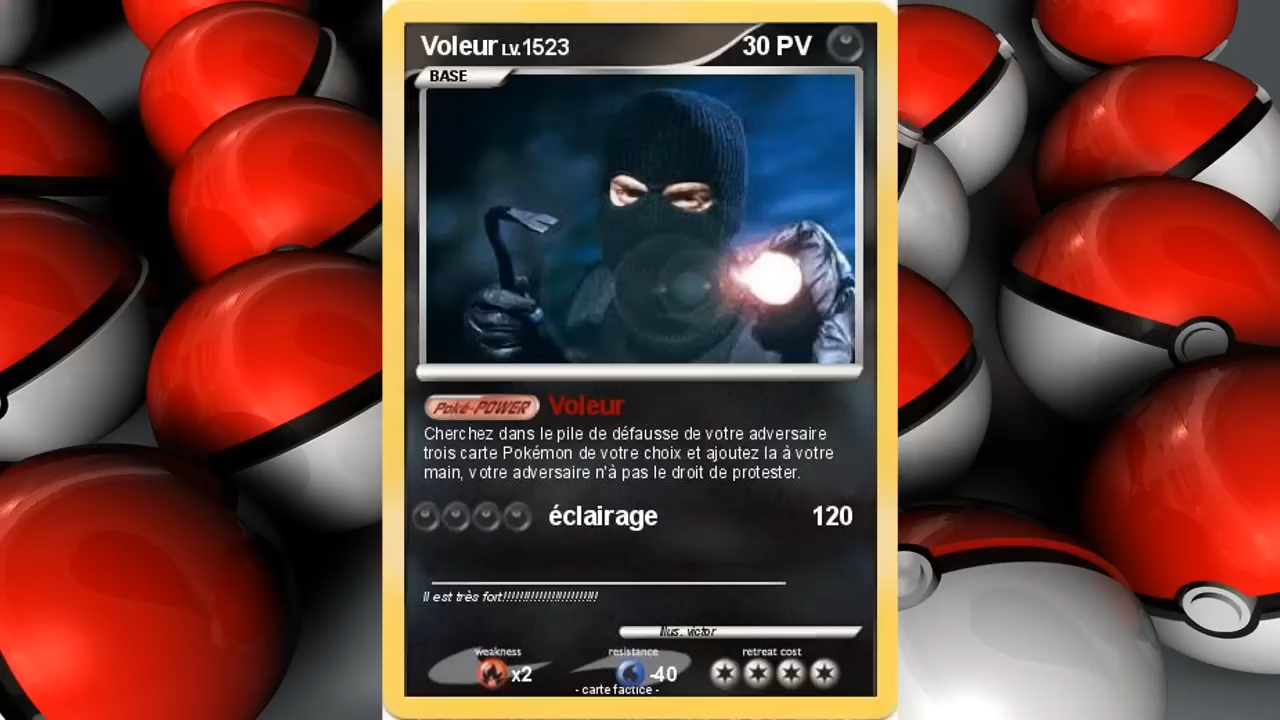 Voleur LV.1523 30 PV
BASE
Poké-POWER Voleur
Cherchez dans le pile de défausse de votre adversaire
trois carte Pokémon de votre choix et ajoutez la à votre
main, votre adversaire n'à pas le droit de protester.
éclairage 120
Il est très fort!!!!!!!!!!!!!!!!!!!!!!!!
Illus. victor
weakness resistance retreat cost
x2 -40
- carte factice -